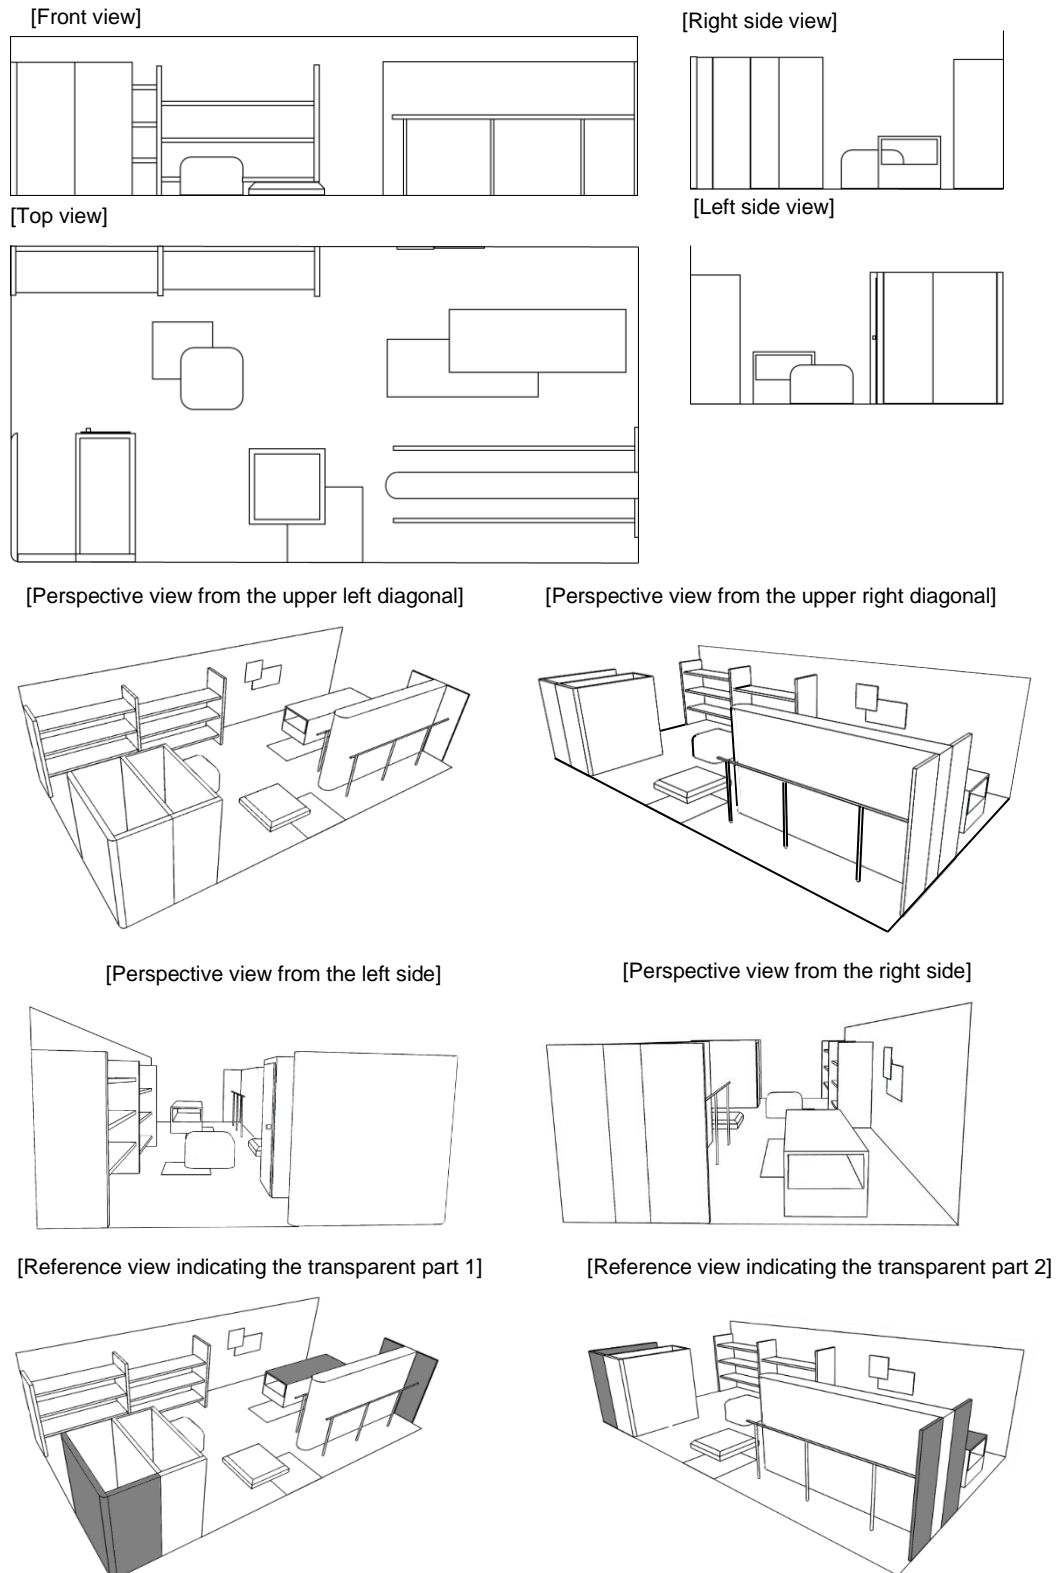 [Front view]
[Right side view]
[Top view]
[Left side view]
[Perspective view from the upper left diagonal]
[Perspective view from the upper right diagonal]
[Perspective view from the left side]
[Perspective view from the right side]
[Reference view indicating the transparent part 1]
[Reference view indicating the transparent part 2]